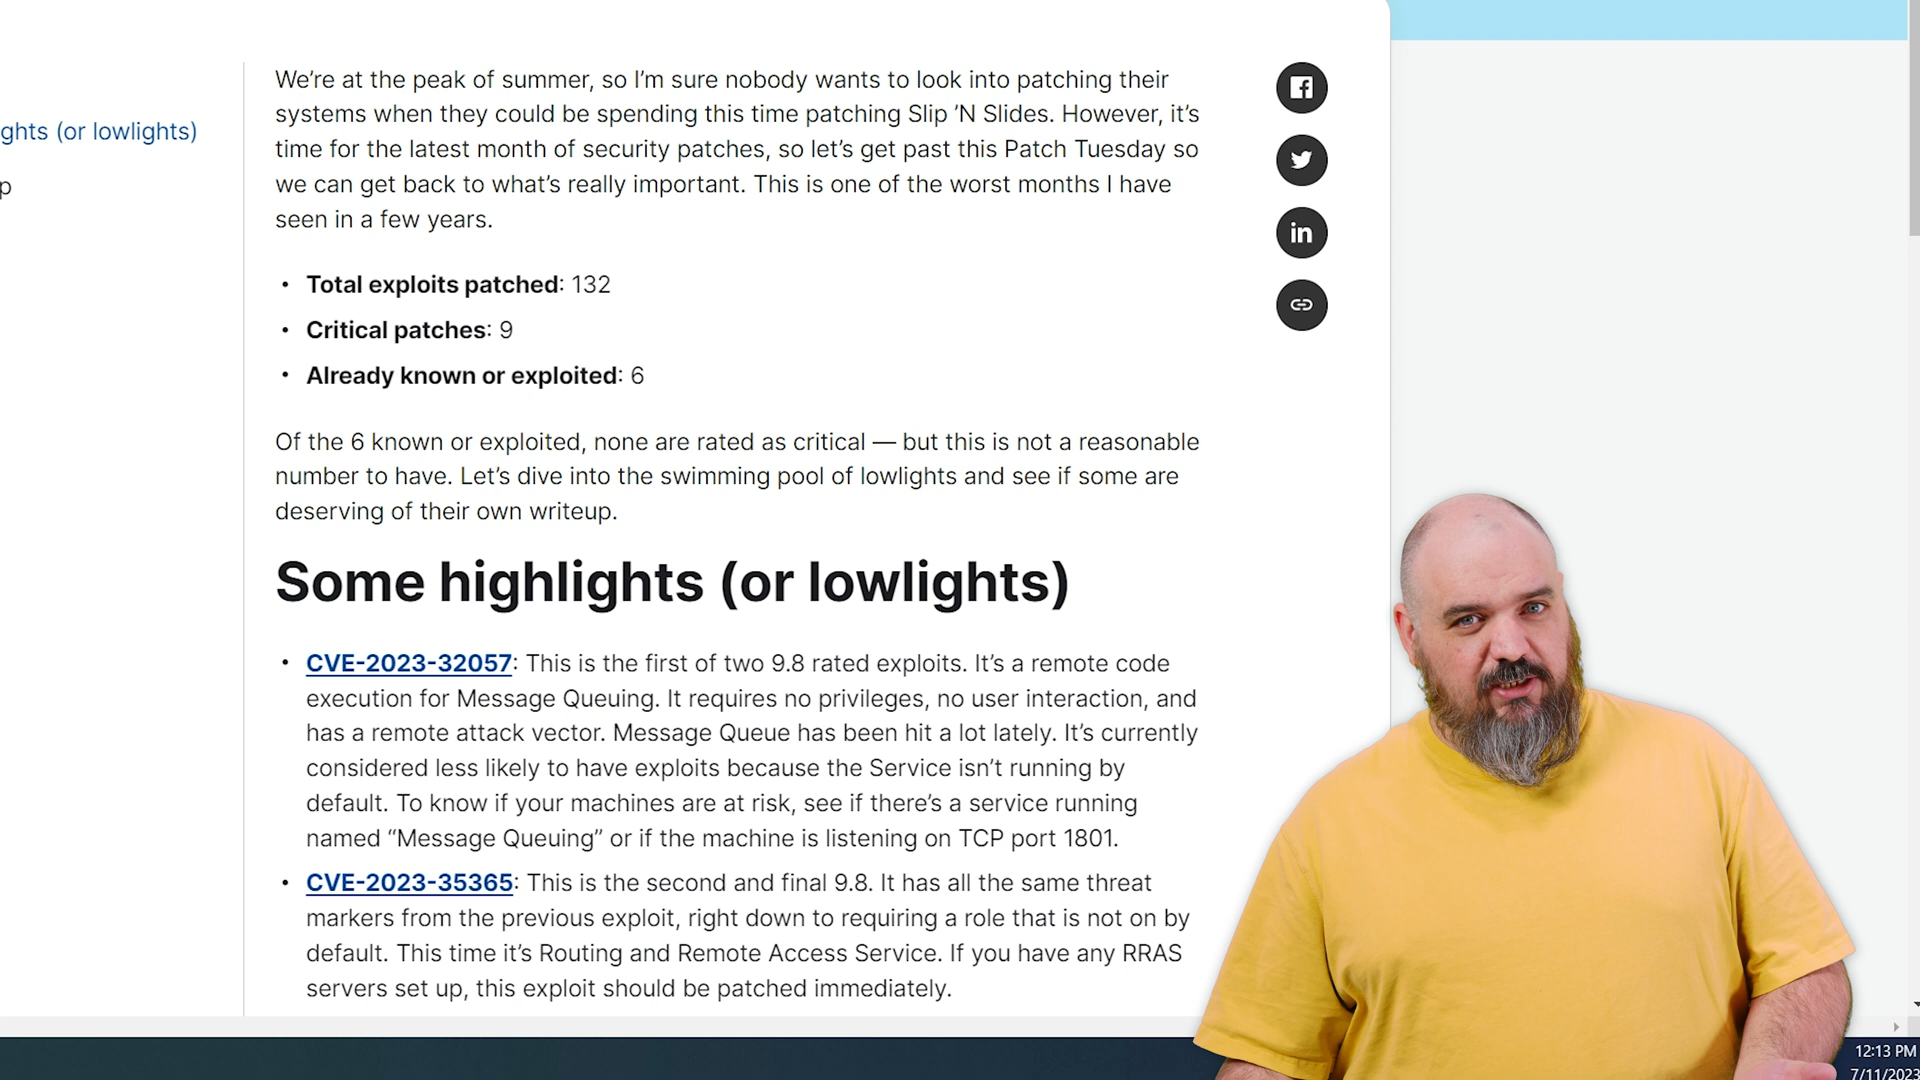 We're at the peak of summer, so I'm sure nobody wants to look into patching their
systems when they could be spending this time patching Slip 'N Slides. However, it's
ghts (or lowlights)
time for the latest month of security patches, so let's get past this Patch Tuesday so
we can get back to what's really important. This is one of the worst months I have
p
seen in a few years.
• Total exploits patched: 132
• Critical patches: 9
• Already known or exploited: 6
Of the 6 known or exploited, none are rated as critical — but this is not a reasonable
number to have. Let's dive into the swimming pool of lowlights and see if some are
deserving of their own writeup.
Some highlights (or lowlights)
• CVE-2023-32057: This is the first of two 9.8 rated exploits. It's a remote code
execution for Message Queuing. It requires no privileges, no user interaction, and
has a remote attack vector. Message Queue has been hit a lot lately. It's currently
considered less likely to have exploits because the Service isn't running by
default. To know if your machines are at risk, see if there's a service running
named “Message Queuing” or if the machine is listening on TCP port 1801.
• CVE-2023-35365: This is the second and final 9.8. It has all the same threat
markers from the previous exploit, right down to requiring a role that is not on by
default. This time it's Routing and Remote Access Service. If you have any RRAS
servers set up, this exploit should be patched immediately.
12:13 PM
7/11/2023